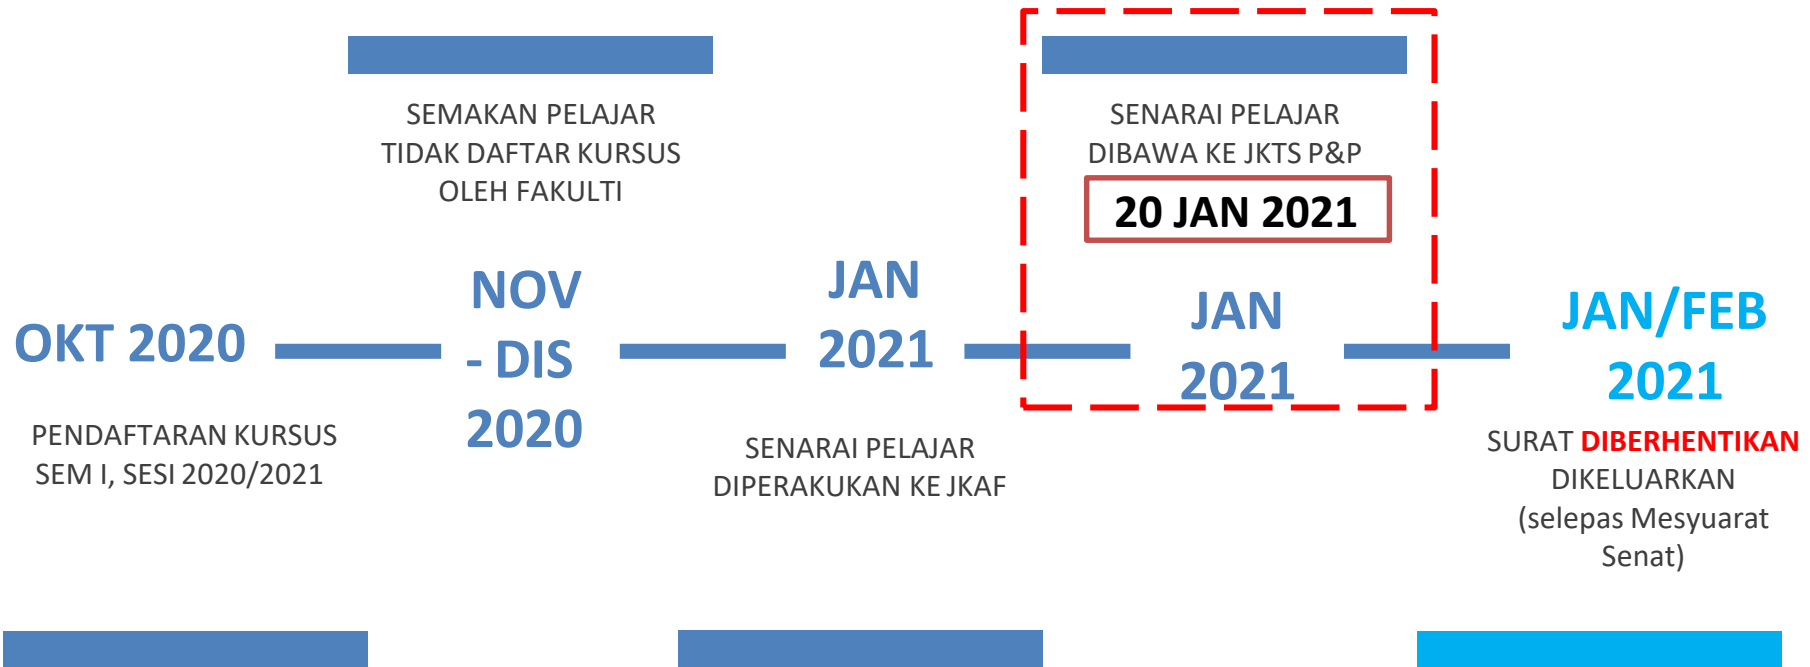 OKT 2020
PENDAFTARAN KURSUS
SEM I, SESI 2020/2021
SEMAKAN PELAJAR
TIDAK DAFTAR KURSUS
OLEH FAKULTI
NOV
- DIS
2020
JAN
2021
SENARAI PELAJAR
DIPERAKUKAN KE JKAF
SENARAI PELAJAR
DIBAWA KE JKTS P&P
20 JAN 2021
JAN
2021
JAN/FEB
2021
SURAT DIBERHENTIKAN
DIKELUARKAN
(selepas Mesyuarat
Senat)